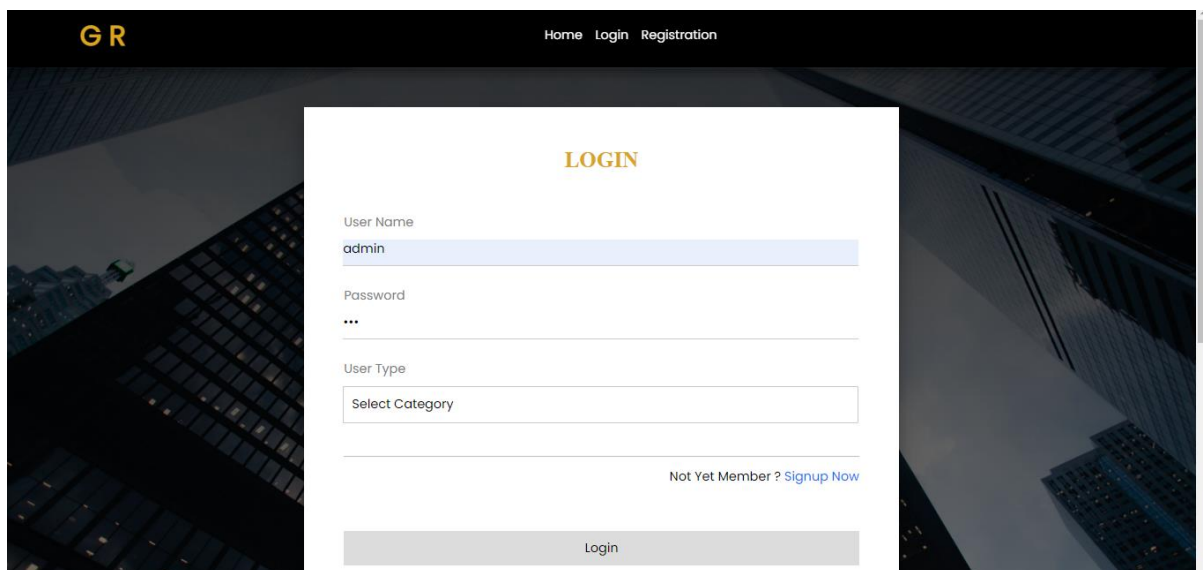 G R
Home Login Registration
LOGIN
User Name
admin
Password
•••
User Type
Select Category
Not Yet Member ? Signup Now
Login